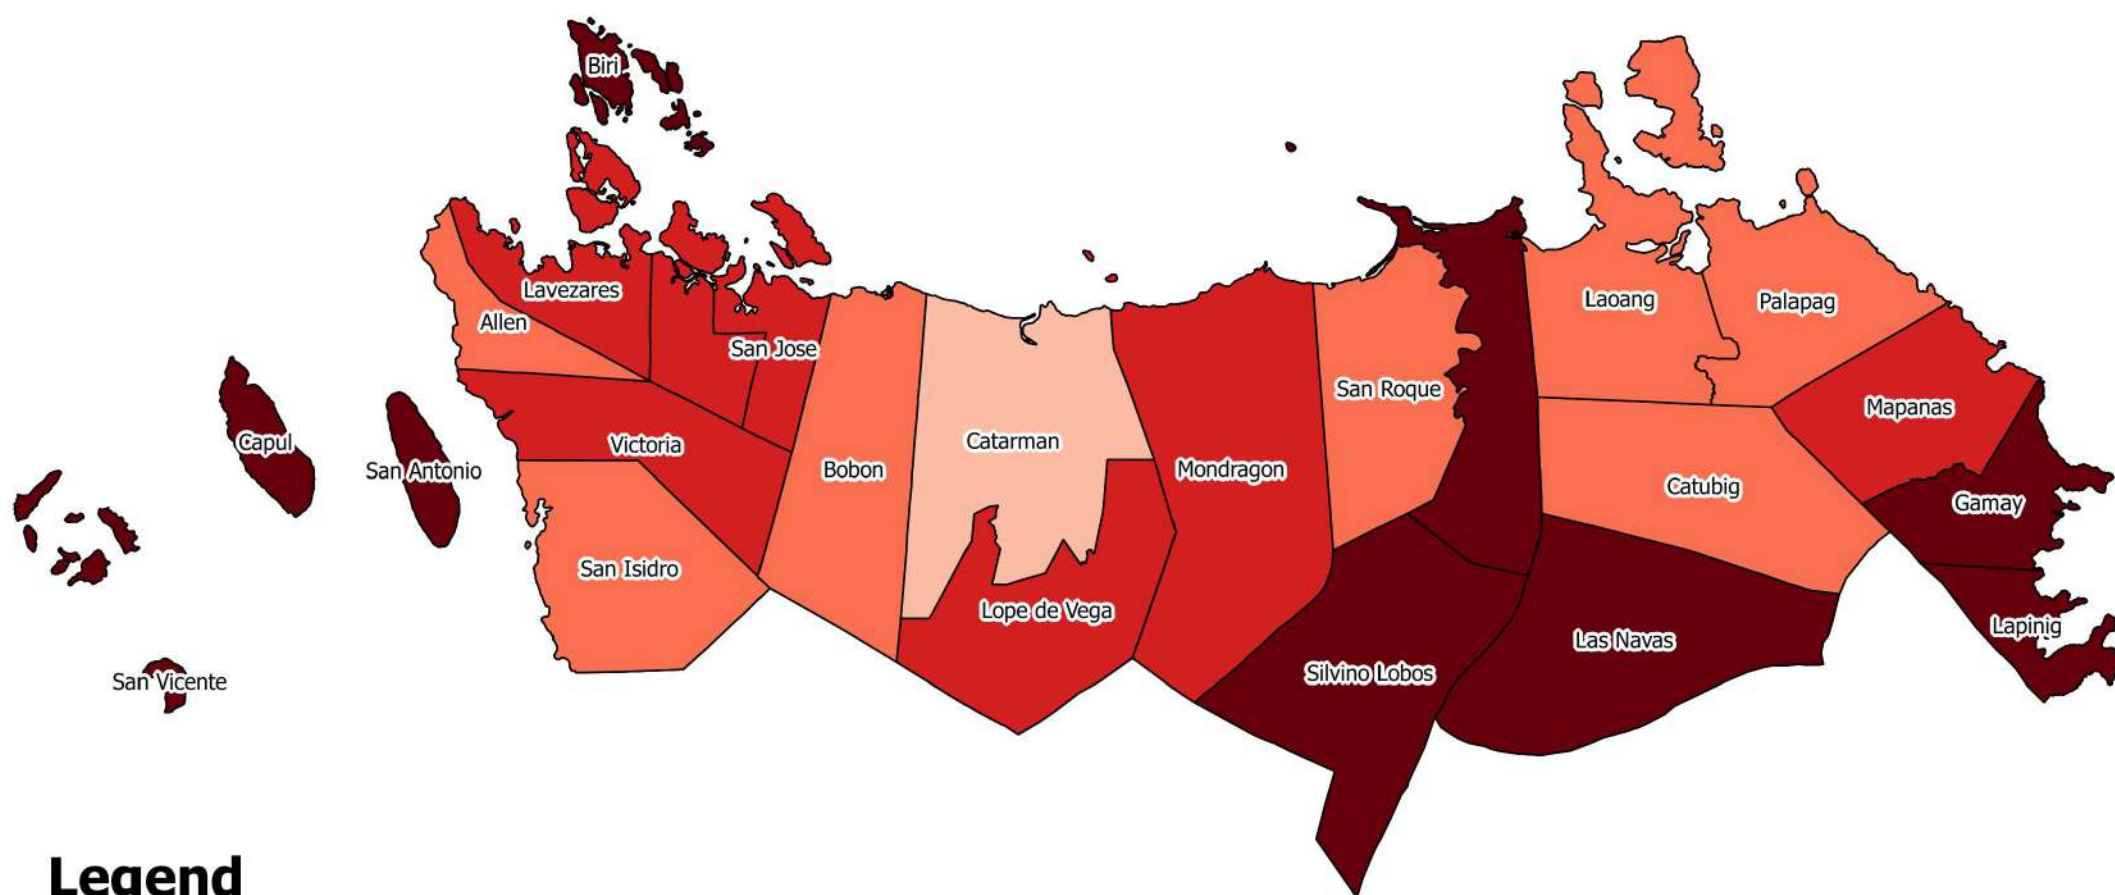 Biri
Lavezares
Allen
San Jose
Laoang
Palapag
San Roque
Mapanas
Capul
San Antonio
Victoria
Bobon
Catarman
Mondragon
Catubig
Gamay
San Isidro
Lope de Vega
Las Navas
Lapinig
San Vicente
Silvino Lobos
Legend